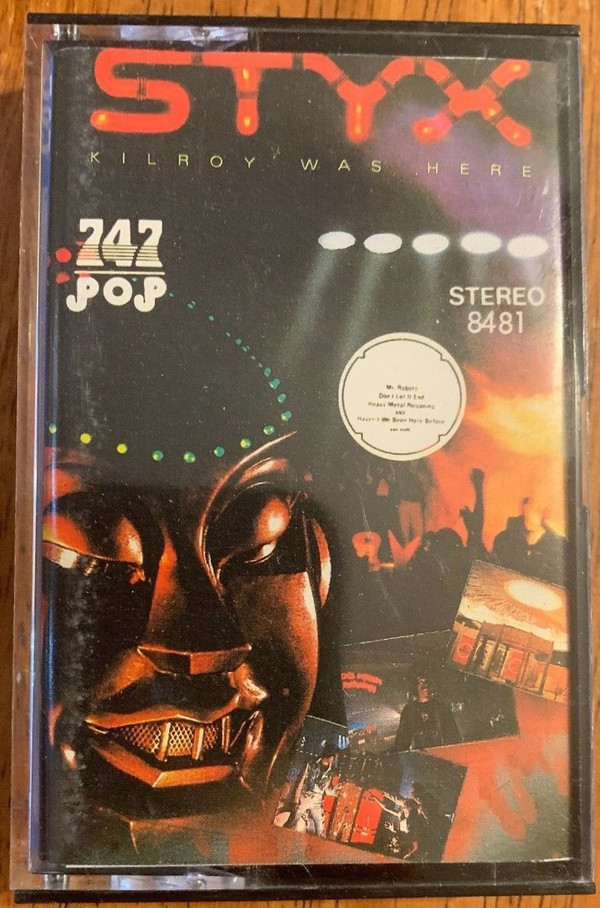 STYX
KILROY WAS HERE
747
POP
STEREO
8481
Mr. Roboto
Don't Let It End
Heavy Metal Poisoning
AND
Haven't We Been Here Before